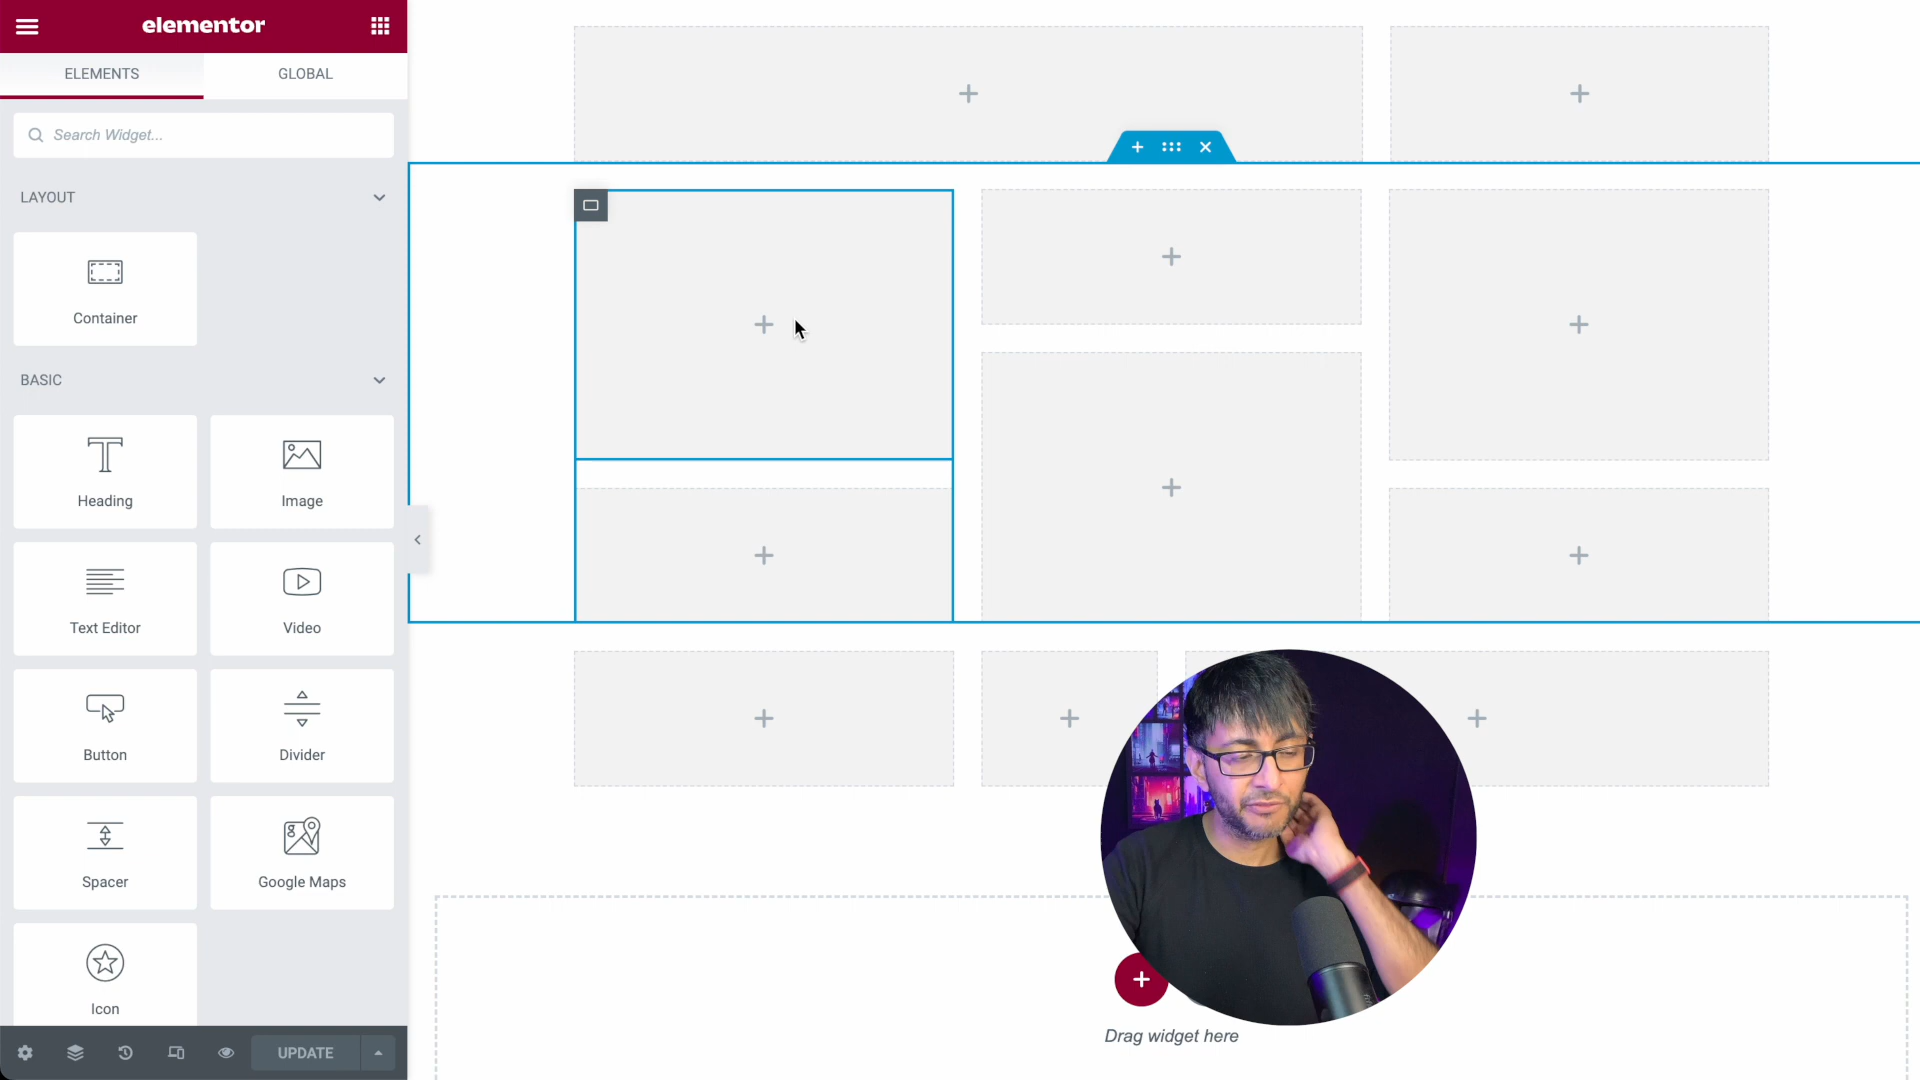 elementor
ELEMENTS
GLOBAL
Search Widget...
LAYOUT
Container
BASIC
Heading
Image
Text Editor
Video
Button
Divider
Spacer
Google Maps
Icon
UPDATE
Drag widget here